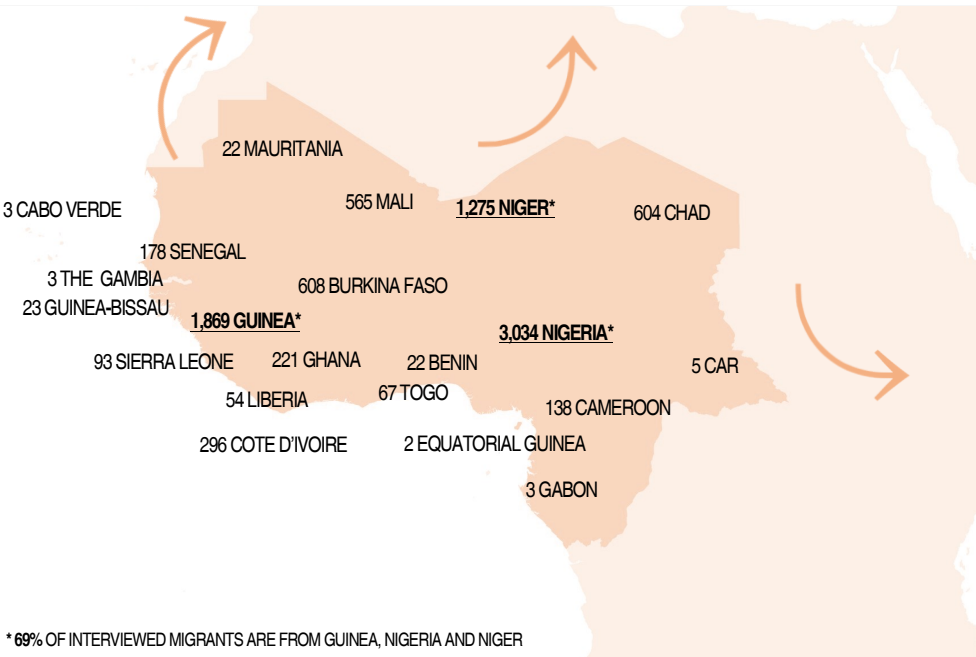 22 MAURITANIA
3 CABO VERDE
565 MALI
1,275 NIGER*
604 CHAD
178 SENEGAL
3 THE GAMBIA
608 BURKINA FASO
23 GUINEA-BISSAU
1,869 GUINEA*
3,034 NIGERIA*
93 SIERRA LEONE
221 GHANA
22 BENIN
5 CAR
54 LIBERIA
67 TOGO
138 CAMEROON
296 COTE D'IVOIRE
2 EQUATORIAL GUINEA
3 GABON
* 69% OF INTERVIEWED MIGRANTS ARE FROM GUINEA, NIGERIA AND NIGER